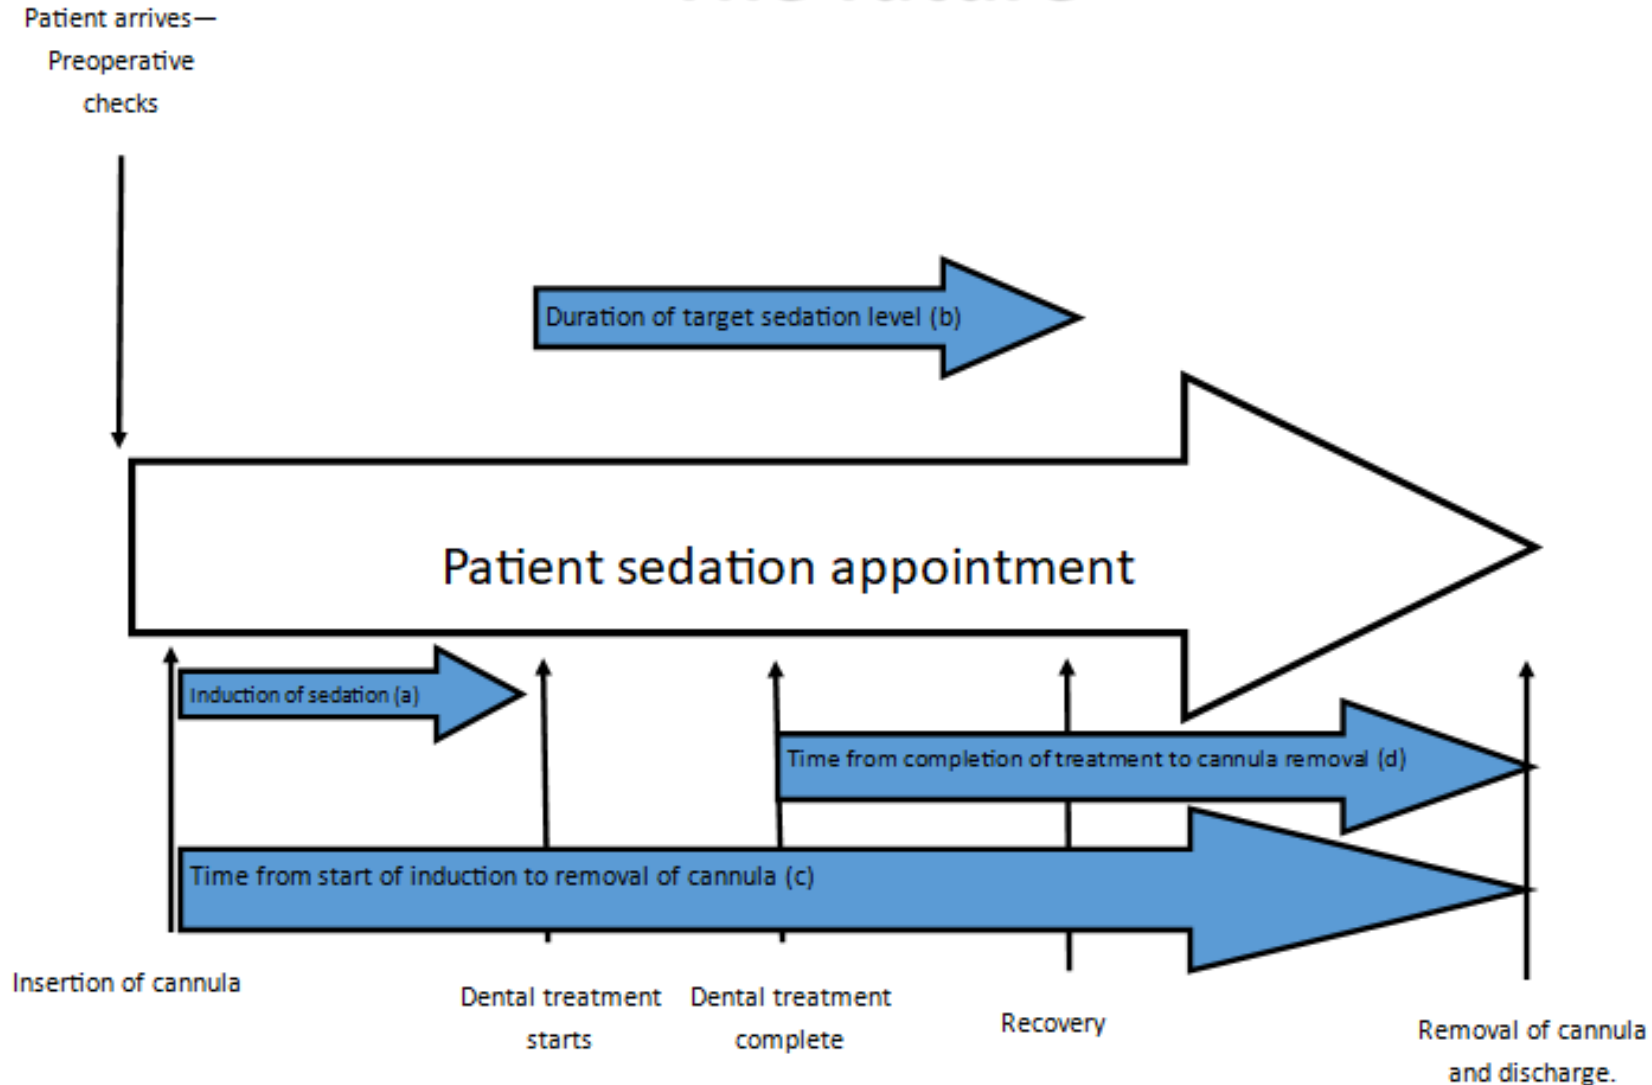 Patient arrives—
Preoperative
checks
Duration of target sedation level (b)
Patient sedation appointment
Induction of sedation (a)
Time from completion of treatment to cannula removal (d)
Time from start of induction to removal of cannula (c)
Insertion of cannula
Dental treatment
starts
Dental treatment
complete
Recovery
Removal of cannula
and discharge.